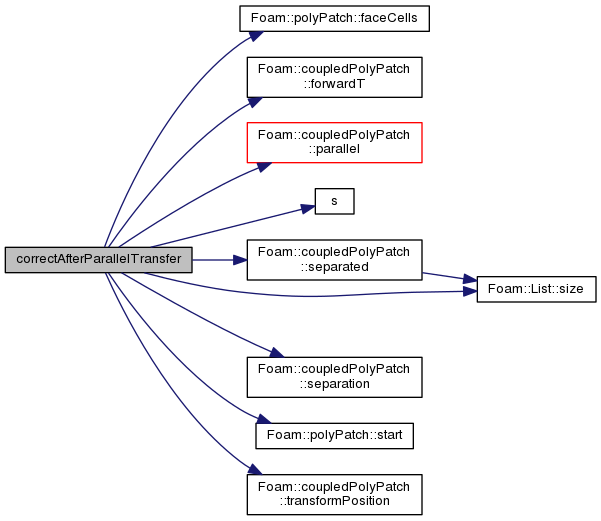 Foam::polyPatch::faceCells
Foam::coupledPolyPatch
::forwardT
Foam::coupledPolyPatch
::parallel
s
correctAfterParallelTransfer
Foam::coupledPolyPatch
::separated
Foam::List::size
Foam::coupledPolyPatch
::separation
Foam::polyPatch::start
Foam::coupledPolyPatch
::transformPosition